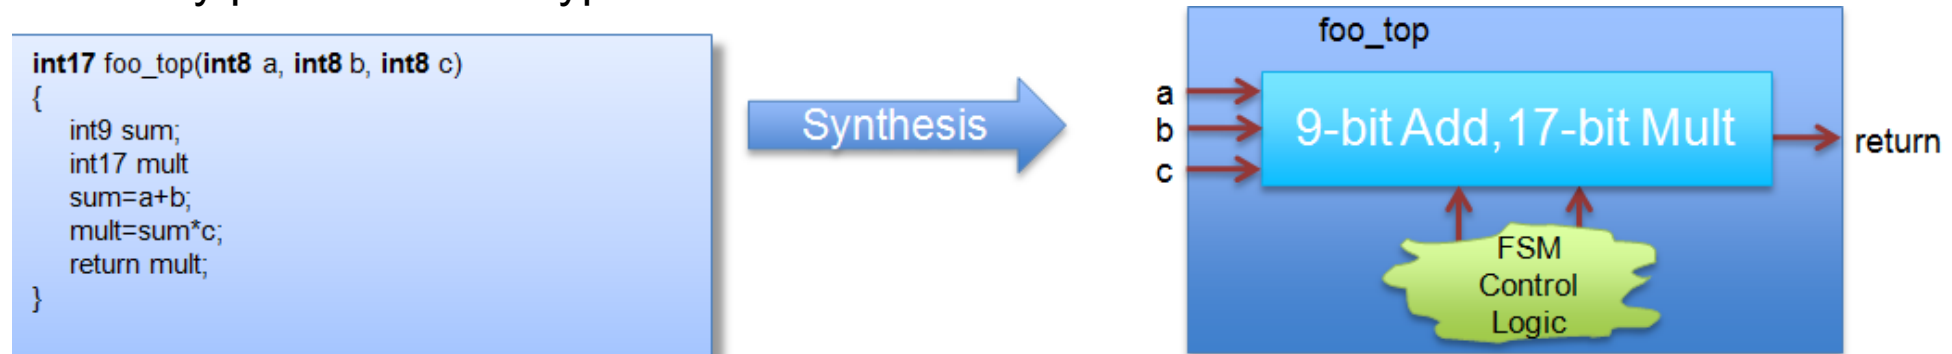 int17 foo_top(int8 a, int8 b, int8 c)
{
int9 sum;
int17 mult
sum=a+b;
mult=sum*c;
return mult;
}
Synthesis
foo_top
a
b
c
9-bit Add,17-bit Mult
return
FSM
Control
Logic